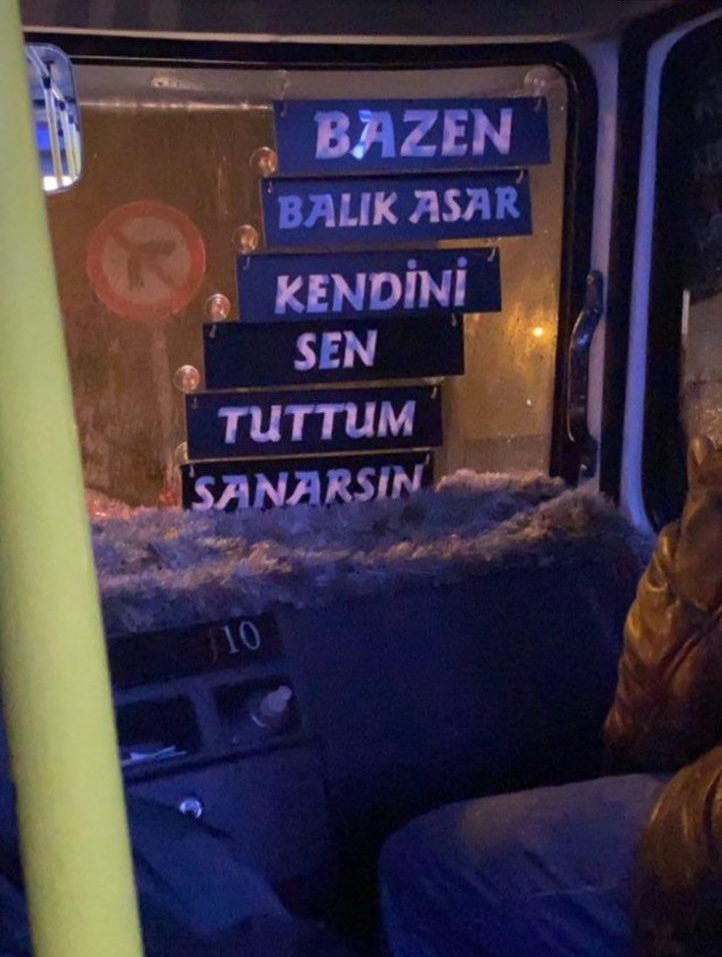 BAZEN
BALIK ASAR
KENDİNİ
SEN
TUTTUM
SANARSIN
10